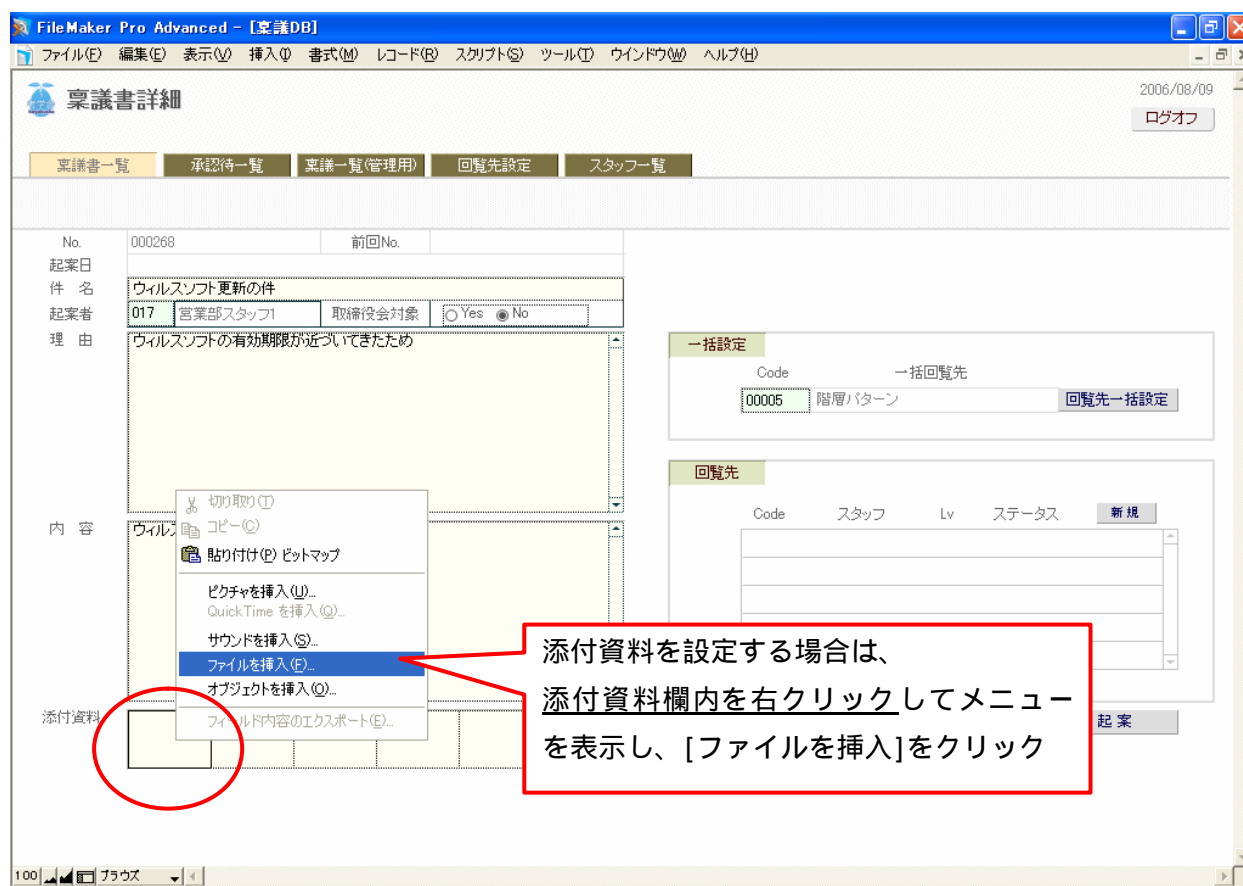 FileMaker Pro Advanced - [稟議DB]
ファイル(F) 編集(E) 表示(V) 挿入(I) 書式(M) レコード(R) スクリプト(S) ツール(T) ウインドウ(W) ヘルプ(H)
稟議書詳細
2006/08/09
ログオフ
稟議書一覧 承認待一覧 稟議一覧(管理用) 回覧先設定 スタッフ一覧
No. 000268 前回No.
起案日
件 名 ウィルスソフト更新の件
起案者 017 営業部スタッフ1 取締役会対象 Yes No
理 由 ウィルスソフトの有効期限が近づいてきたため
一括設定
Code 一括回覧先
00005 階層パターン 回覧先一括設定
回覧先
Code スタッフ Lv ステータス 新規
内 容
切り取り(T)
コピー(C)
貼り付け(P) ビットマップ
ピクチャを挿入(U)...
QuickTime を挿入(Q)...
サウンドを挿入(S)...
ファイルを挿入(F)...
オブジェクトを挿入(O)...
フィールド内容のエクスポート(E)...
添付資料を設定する場合は、
添付資料欄内を右クリックしてメニュー
を表示し、[ファイルを挿入]をクリック
添付資料
起案
100 ブラウズ